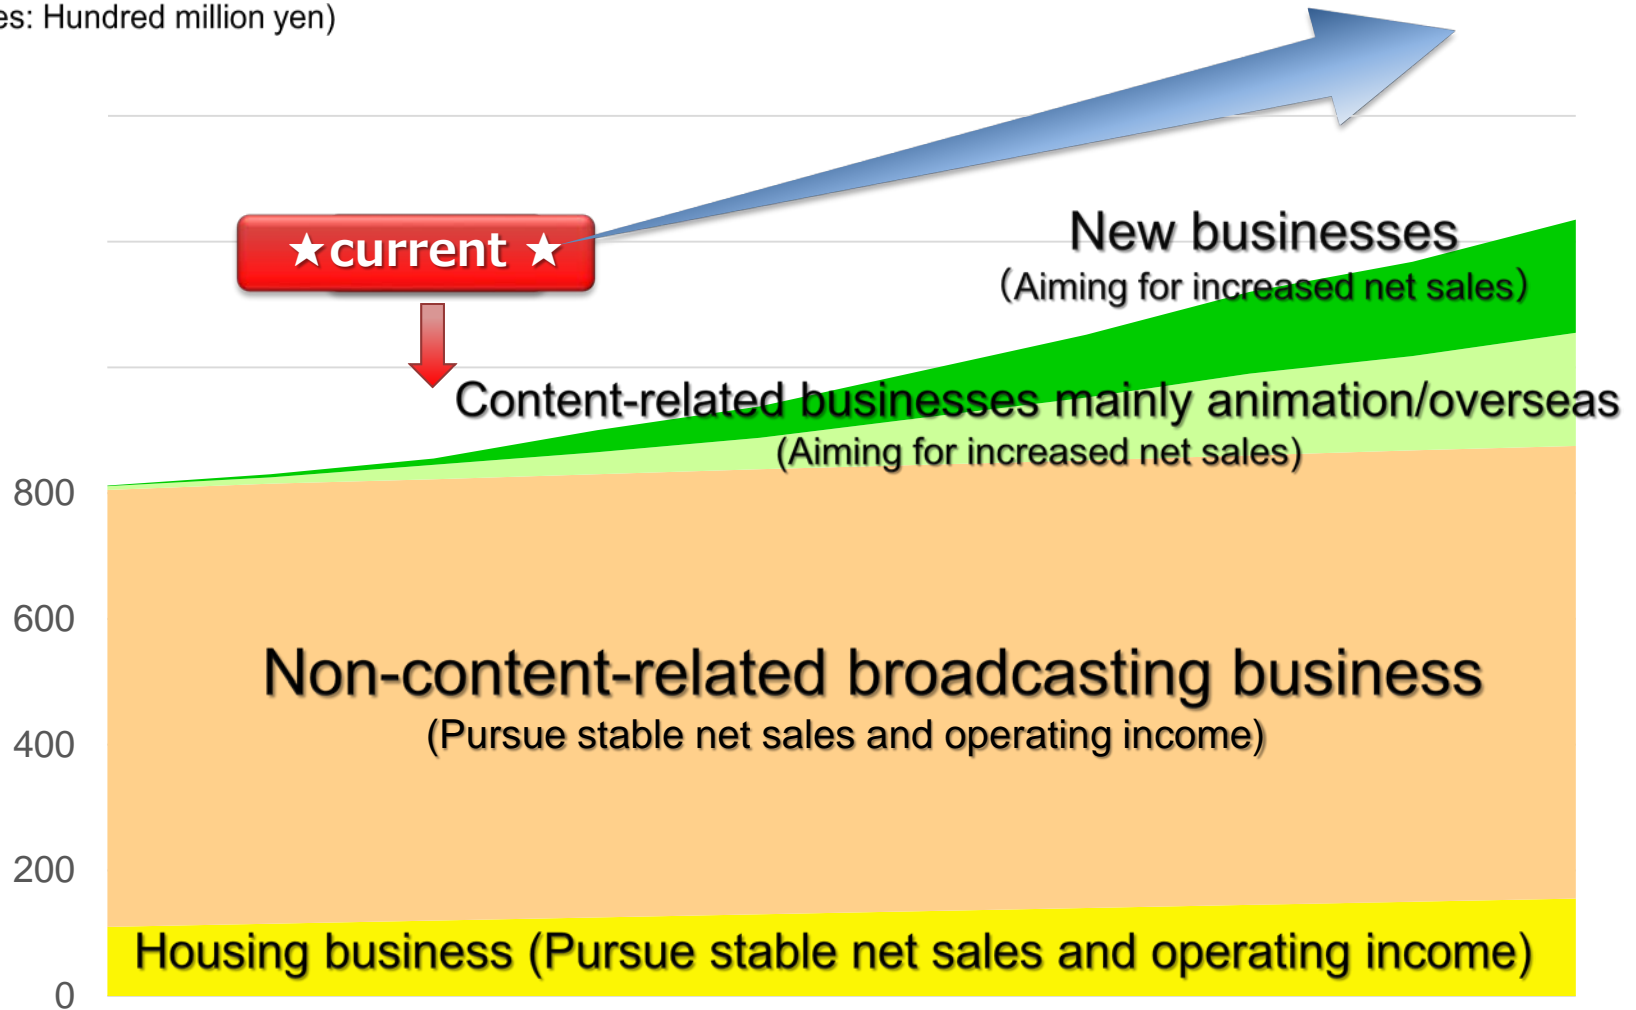 es: Hundred million yen)
★current ★
New businesses
(Aiming for increased net sales)
Content-related businesses mainly animation/overseas
(Aiming for increased net sales)
800
600
Non-content-related broadcasting business
(Pursue stable net sales and operating income)
400
200
Housing business (Pursue stable net sales and operating income)
0